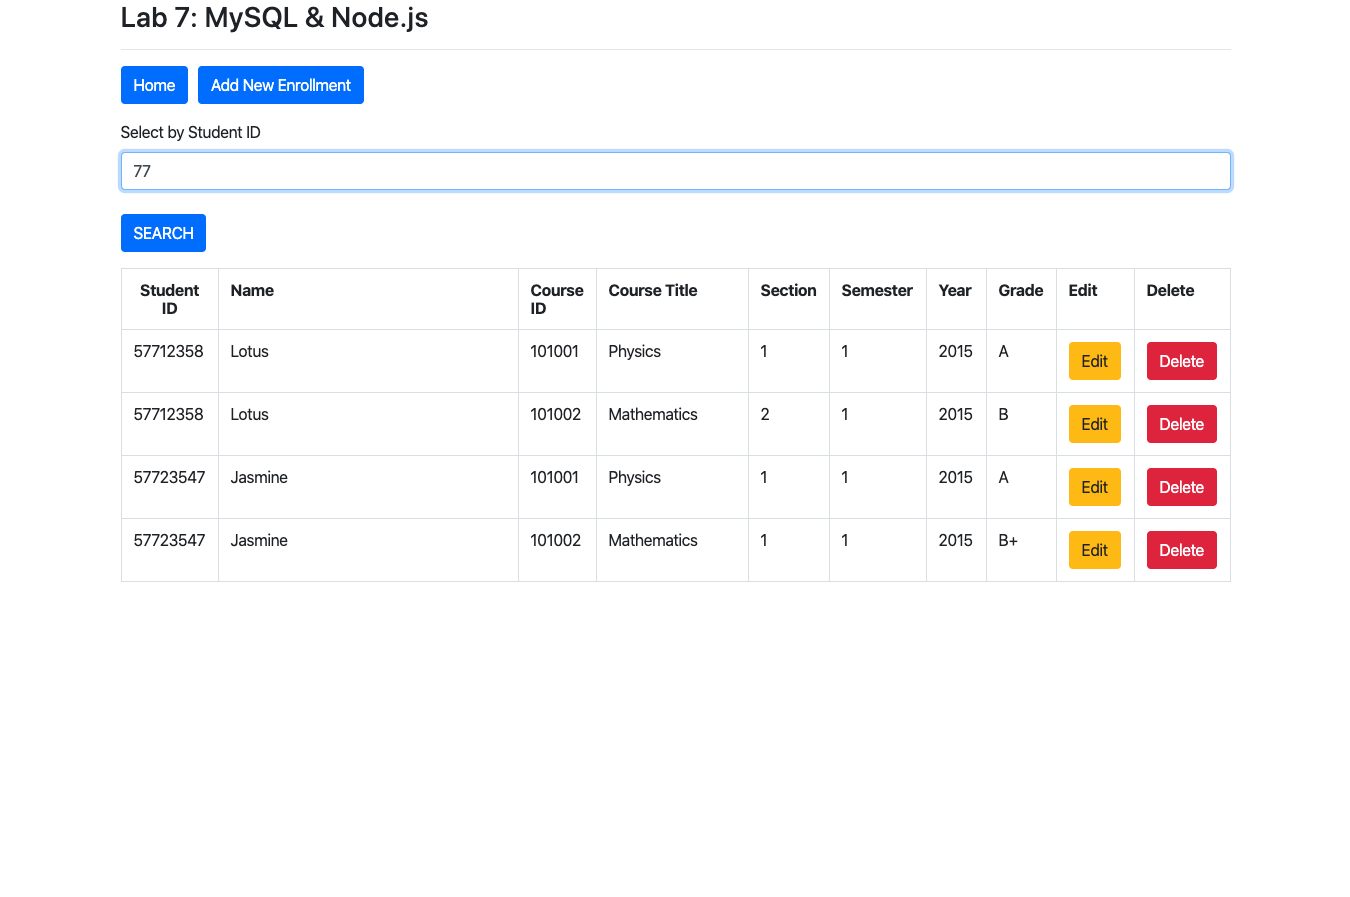 Lab 7: MySQL & Node.js
Home Add New Enrollment
Select by Student ID
77
SEARCH
Student ID Name Course ID Course Title Section Semester Year Grade Edit Delete
57712358 Lotus 101001 Physics 1 1 2015 A Edit Delete
57712358 Lotus 101002 Mathematics 2 1 2015 B Edit Delete
57723547 Jasmine 101001 Physics 1 1 2015 A Edit Delete
57723547 Jasmine 101002 Mathematics 1 1 2015 B+ Edit Delete